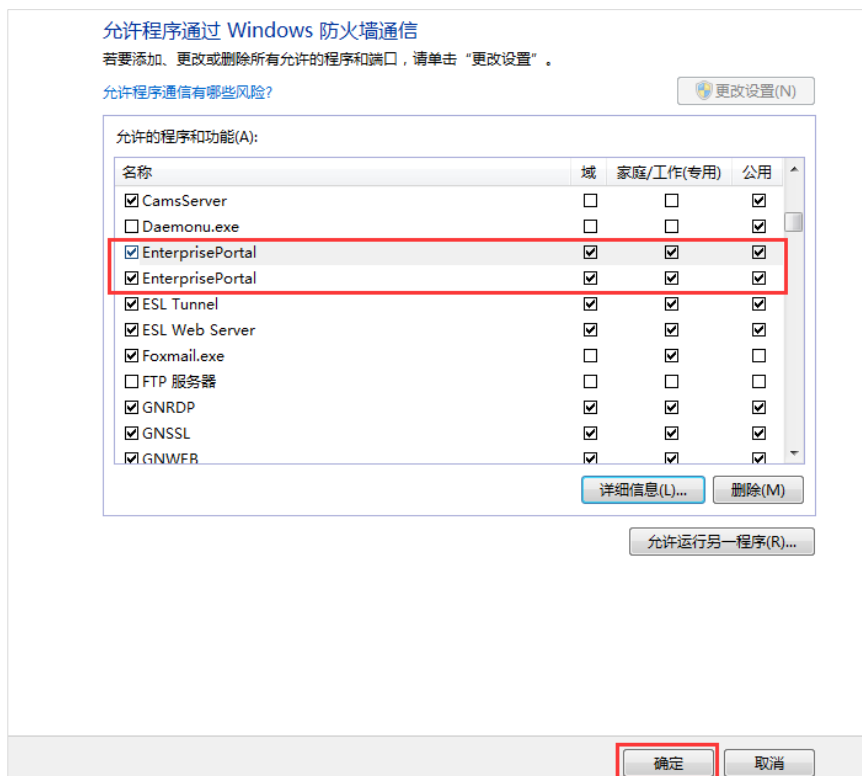 允许程序通过 Windows 防火墙通信
若要添加、更改或删除所有允许的程序和端口，请单击“更改设置”。
允许程序通信有哪些风险?
更改设置(N)
允许的程序和功能(A):
名称 域 家庭/工作(专用) 公用
CamsServer
Daemonu.exe
EnterprisePortal
EnterprisePortal
ESL Tunnel
ESL Web Server
Foxmail.exe
FTP 服务器
GNRDP
GNSSL
GNWEB
详细信息(L)... 删除(M)
允许运行另一程序(R)...
确定 取消